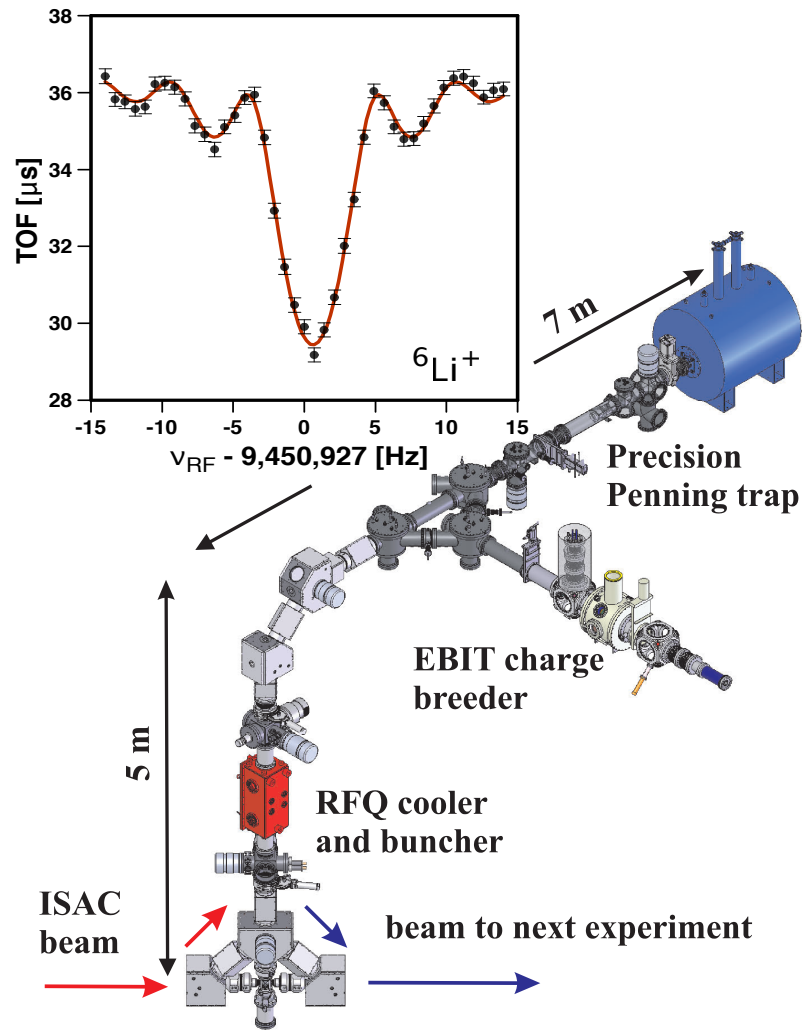 38
36
34
32
30
28
TOF [µs]
⁶Li⁺
-15 -10 -5 0 5 10 15
νRF - 9,450,927 [Hz]
7 m
Precision
Penning trap
EBIT charge
breeder
5 m
RFQ cooler
and buncher
ISAC
beam
beam to next experiment